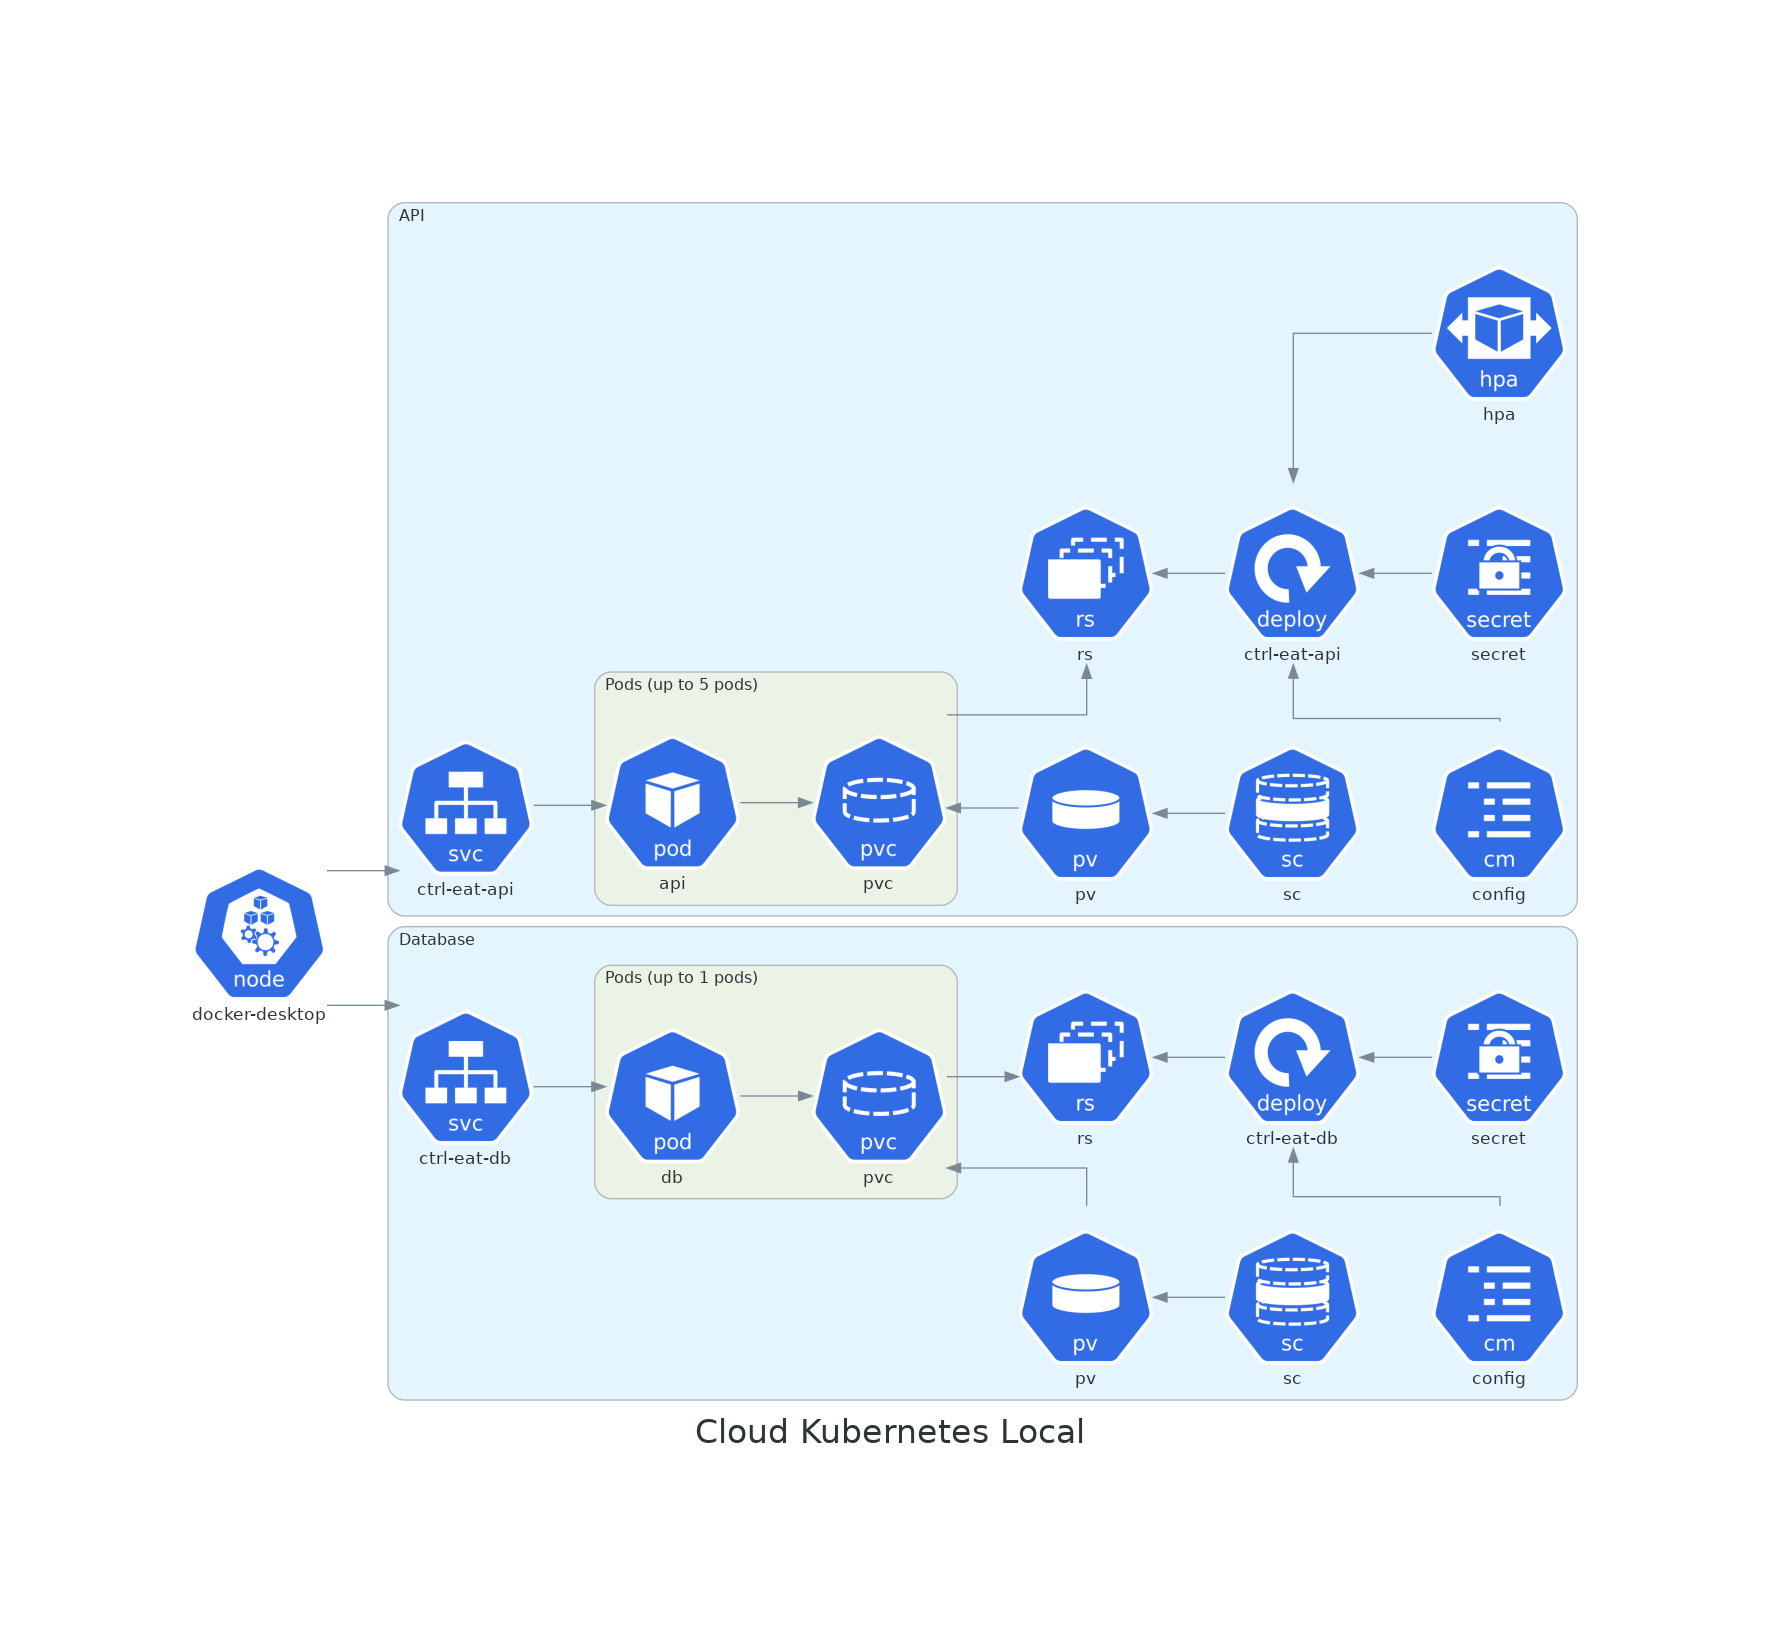 API
hpa
hpa
rs
rs
deploy
ctrl-eat-api
secret
secret
Pods (up to 5 pods)
svc
ctrl-eat-api
pod
api
pvc
pvc
pv
pv
sc
sc
cm
config
node
docker-desktop
Database
Pods (up to 1 pods)
svc
ctrl-eat-db
pod
db
pvc
pvc
rs
rs
deploy
ctrl-eat-db
secret
secret
pv
pv
sc
sc
cm
config
Cloud Kubernetes Local